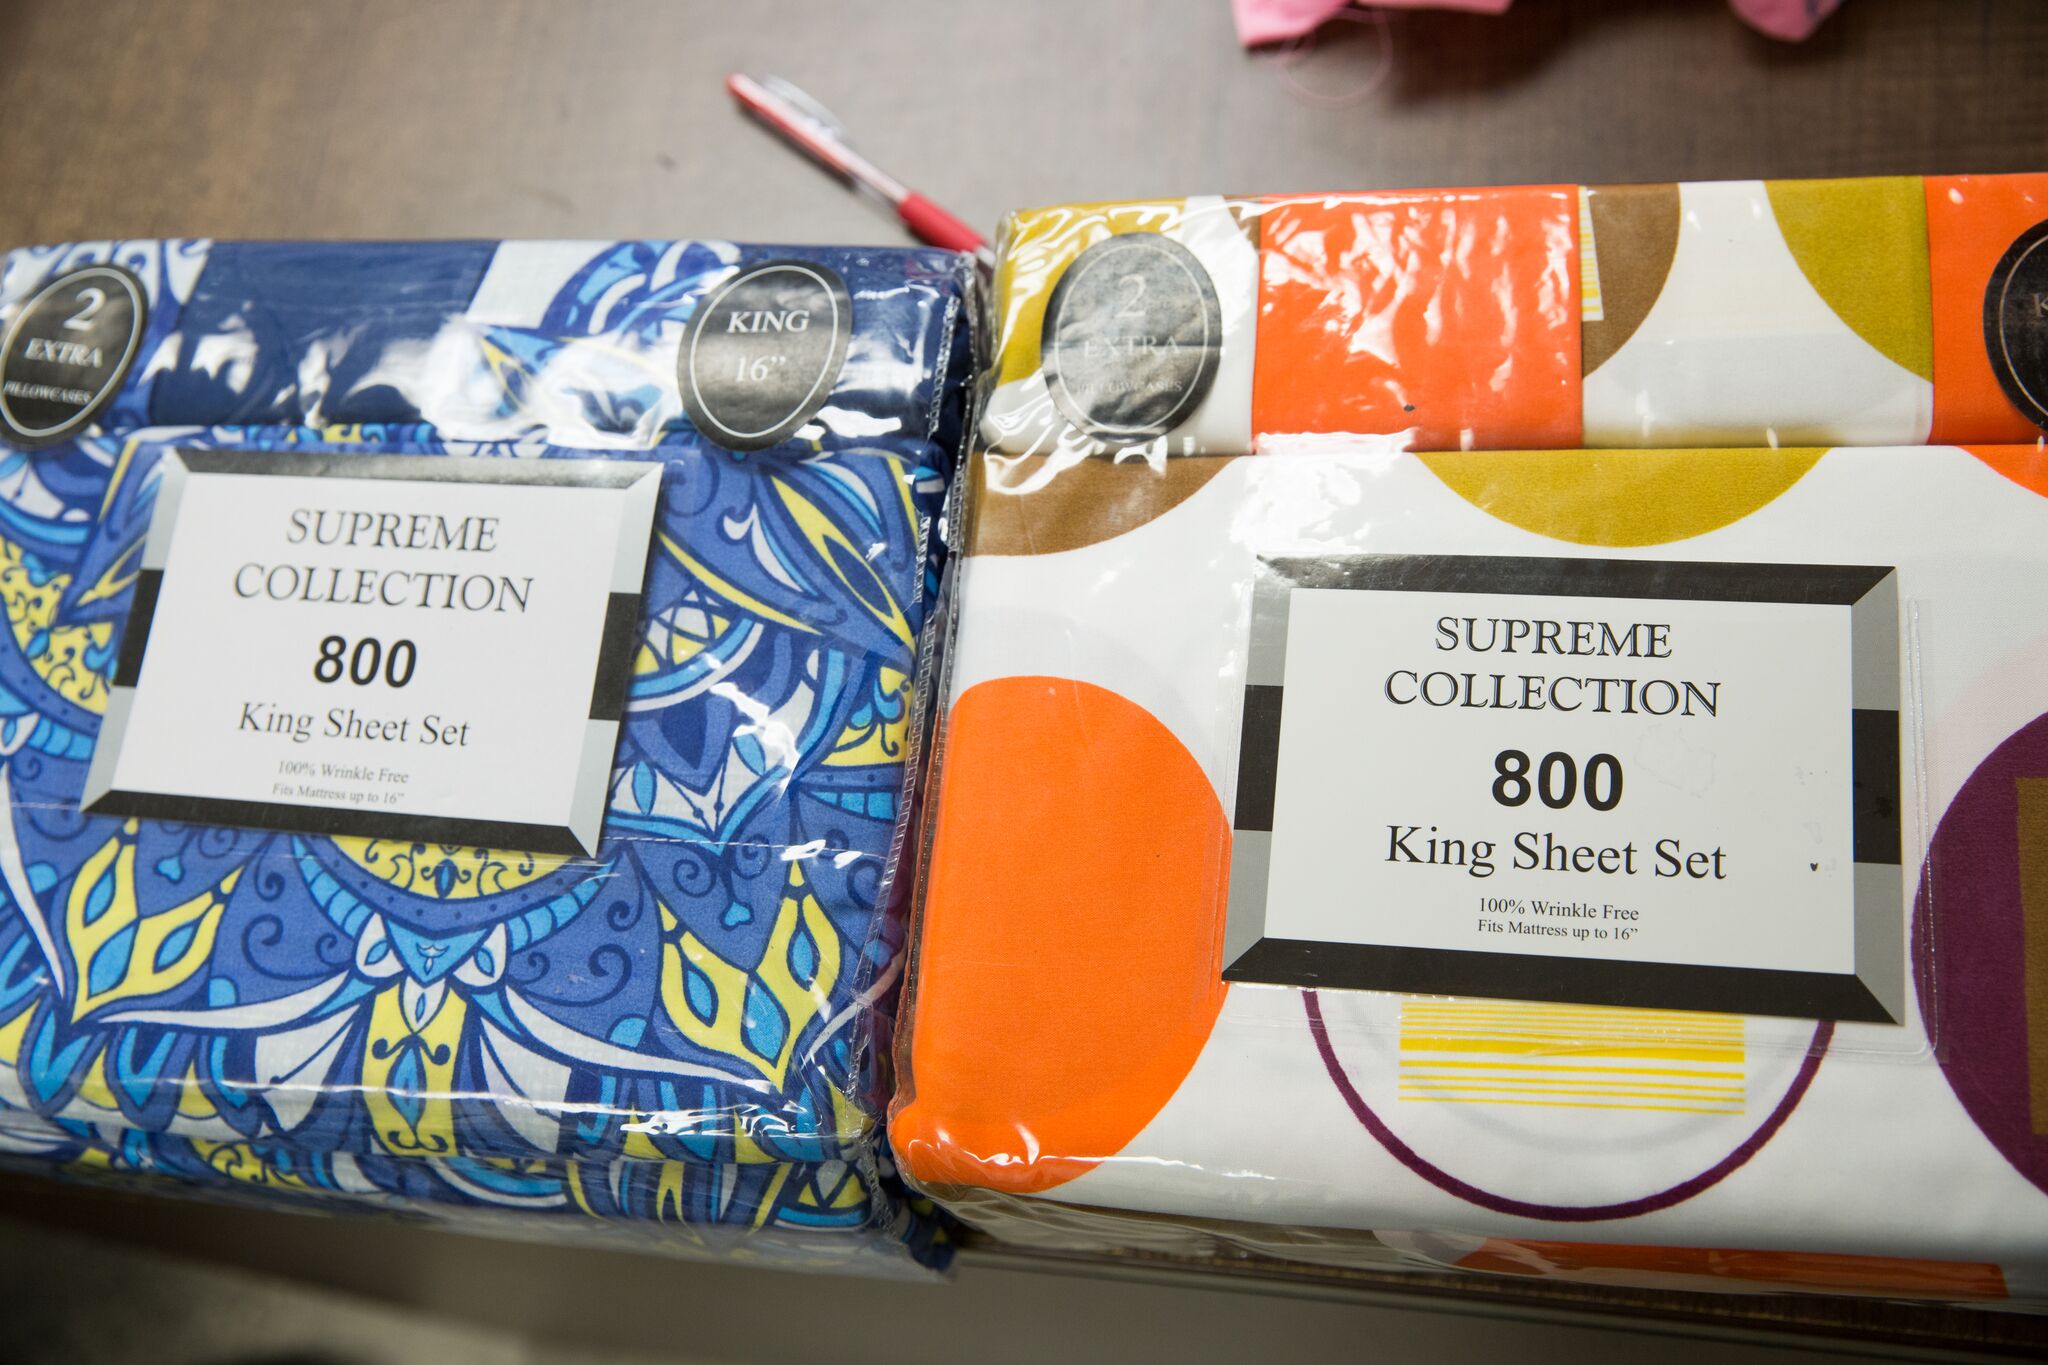 2
EXTRA
PILLOWCASES
KING
16”
SUPREME
COLLECTION
800
King Sheet Set
100% Wrinkle Free
Fits Mattress up to 16”
2
EXTRA
PILLOWCASES
K
SUPREME
COLLECTION
800
King Sheet Set
100% Wrinkle Free
Fits Mattress up to 16”